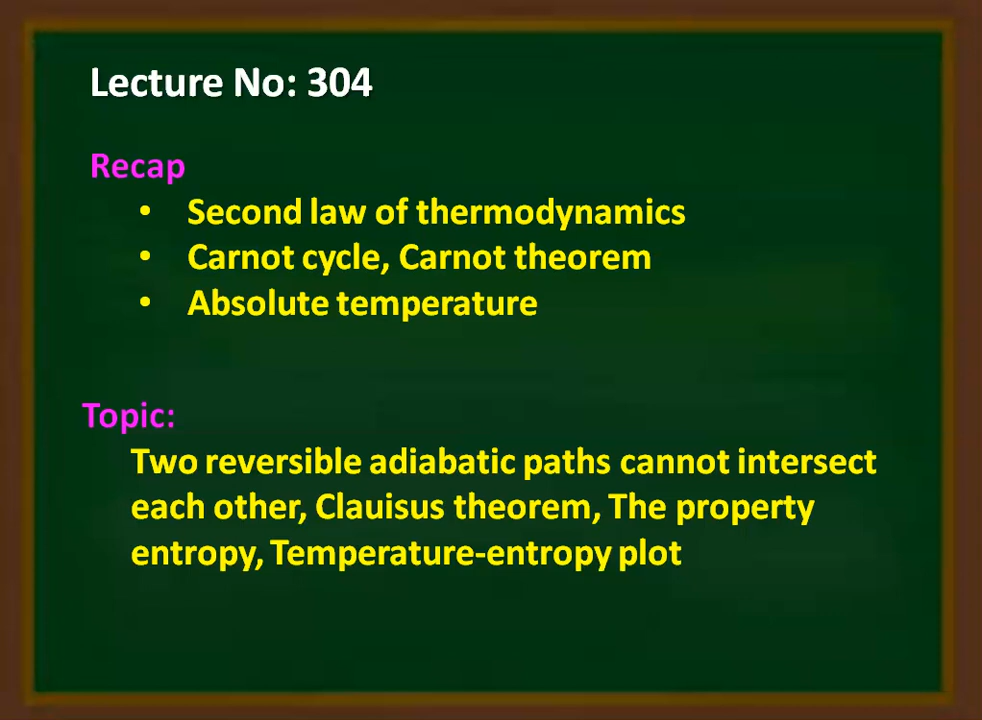 Lecture No: 304
Recap
• Second law of thermodynamics
• Carnot cycle, Carnot theorem
• Absolute temperature
Topic:
Two reversible adiabatic paths cannot intersect
each other, Clauisus theorem, The property
entropy, Temperature-entropy plot